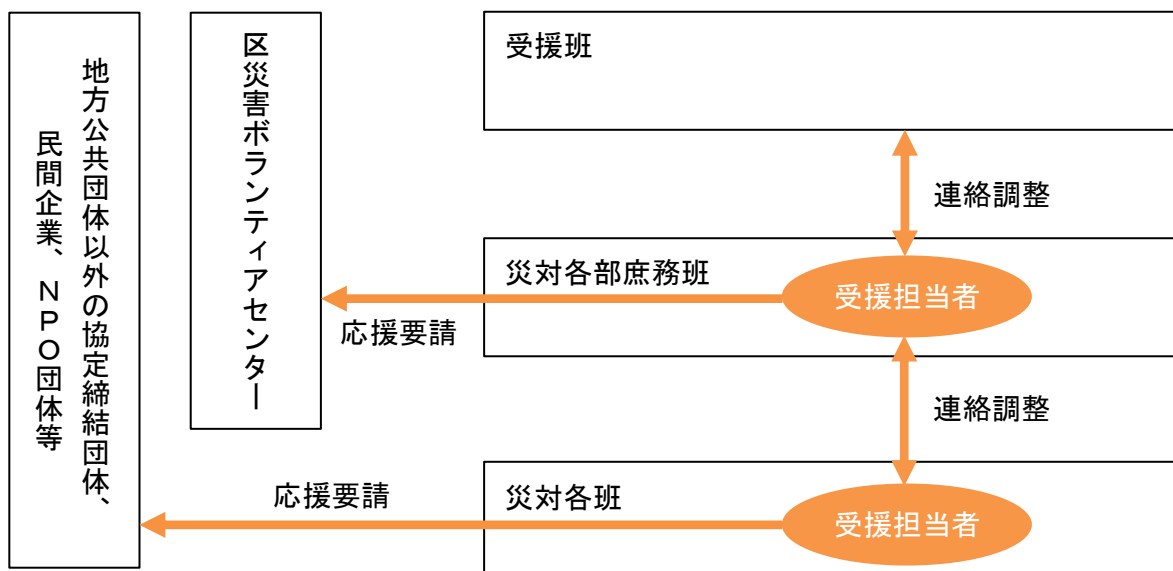 地方公共団体以外の協定締結団体、
民間企業、ＮＰＯ団体等
区災害ボランティアセンター
受援班
連絡調整
災対各部庶務班
受援担当者
応援要請
連絡調整
災対各班
応援要請
受援担当者